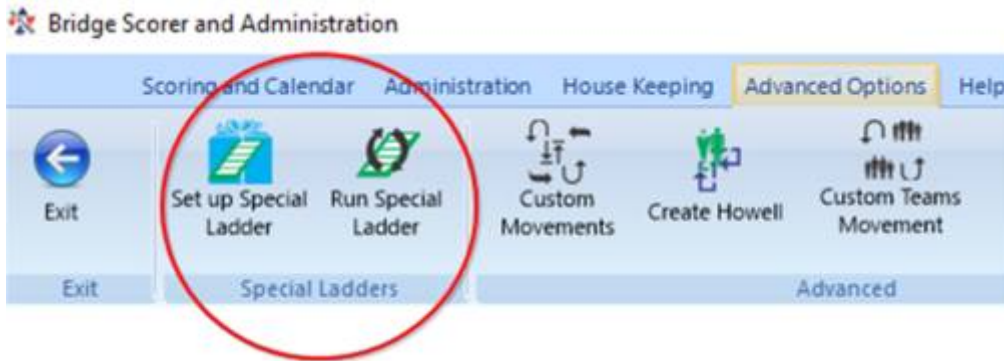 Bridge Scorer and Administration
Scoring and Calendar Administration House Keeping Advanced Options Help
Exit
Set up Special
Ladder
Run Special
Ladder
Custom
Movements
Create Howell
Custom Teams
Movement
Exit Special Ladders Advanced